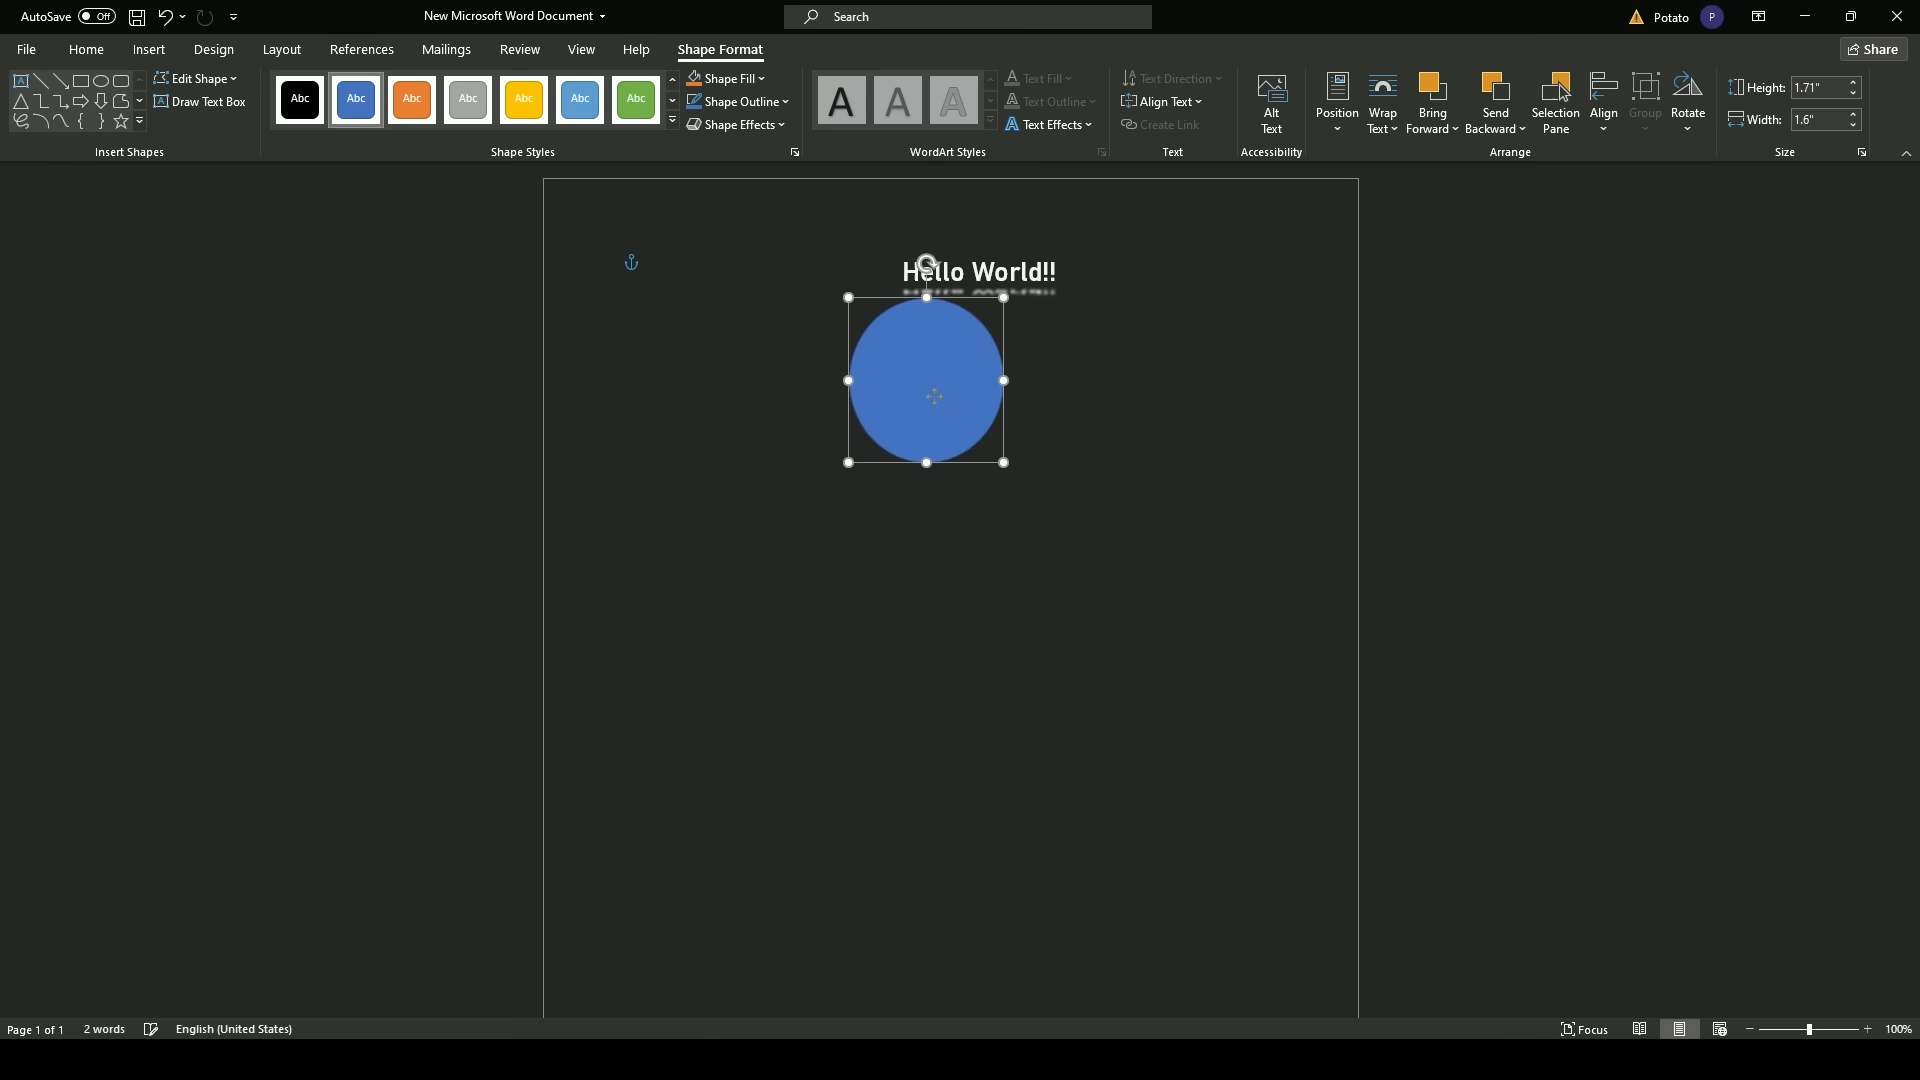 AutoSave Off New Microsoft Word Document Search Potato P
File Home Insert Design Layout References Mailings Review View Help Shape Format Share
Edit Shape
Draw Text Box
Insert Shapes
Abc Abc Abc Abc Abc Abc Abc
Shape Fill
Shape Outline
Shape Effects
Shape Styles
A A A
Text Fill
Text Outline
Text Effects
WordArt Styles
Text Direction
Align Text
Create Link
Text
Alt
Text
Accessibility
Position
Wrap
Text
Bring
Forward
Send
Backward
Selection
Pane
Align
Group
Rotate
Arrange
Height: 1.71"
Width: 1.6"
Size
Hello World!!
Page 1 of 1 2 words English (United States) Focus 100%